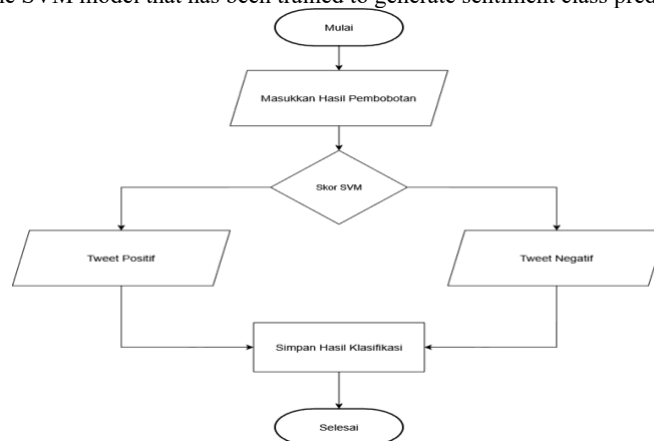 e SVM model that has been trained to generate sentiment class pred
Mulai
Masukkan Hasil Pembobotan
Skor SVM
Tweet Positif
Tweet Negatif
Simpan Hasil Klasifikasi
Selesai